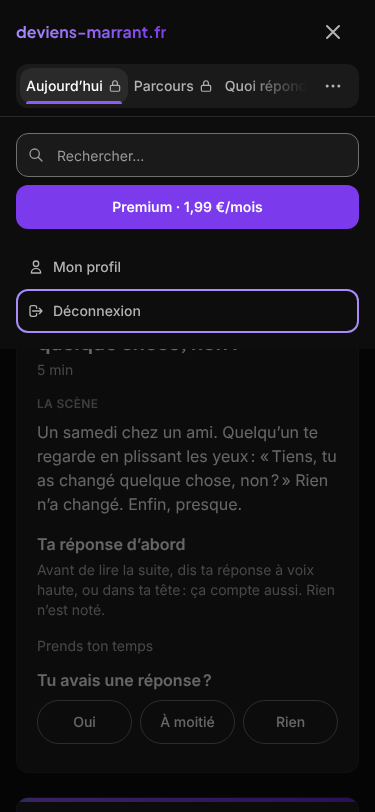 deviens-marrant.fr
Aujourd’hui Parcours Quoi répond
Rechercher…
Premium · 1,99 €/mois
Mon profil
Déconnexion
5 min
LA SCÈNE
Un samedi chez un ami. Quelqu’un te
regarde en plissant les yeux : « Tiens, tu
as changé quelque chose, non ? » Rien
n’a changé. Enfin, presque.
Ta réponse d’abord
Avant de lire la suite, dis ta réponse à voix
haute, ou dans ta tête : ça compte aussi. Rien
n’est noté.
Prends ton temps
Tu avais une réponse ?
Oui À moitié Rien